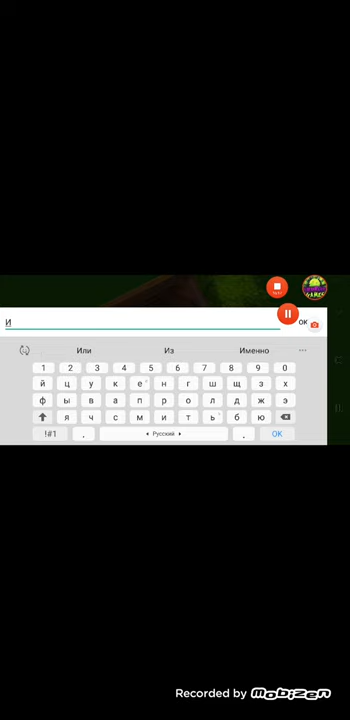 И
OK
Или Из Именно
1 2 3 4 5 6 7 8 9 0
й ц у к е н г ш щ з х
ф ы в а п р о л д ж э
я ч с м и т ь б ю
!#1 , Русский . OK
Recorded by mobizen